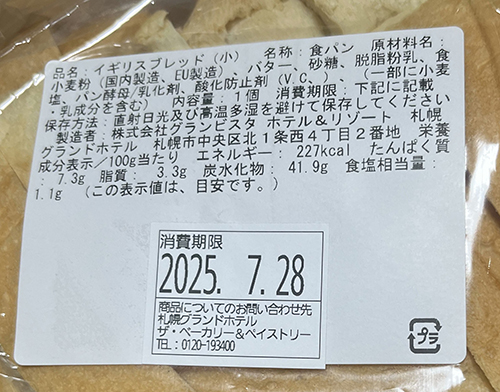 品名：イギリスブレッド（小）　名称：食パン　原材料名：
小麦粉（国内製造、EU製造）、バター、砂糖、脱脂粉乳、食
塩、パン酵母/乳化剤、酸化防止剤（V.C.）、（一部に小麦
・乳成分を含む）　内容量：１個　消費期限：下記に記載
保存方法：直射日光及び高温多湿を避けて保存してください
　製造者：株式会社グランビスタ ホテル＆リゾート　札幌
グランドホテル　札幌市中央区北１条西４丁目２番地　栄養
成分表示／100g当たり　エネルギー：227kcal たんぱく質
：7.3g　脂質：　3.3g　炭水化物：　41.9g　食塩相当量：
1.1g　（この表示値は、目安です。）
消費期限
2025. 7.28
商品についてのお問い合わせ先
札幌グランドホテル
ザ・ベーカリー＆ペイストリー
TEL：0120-193400
プラ